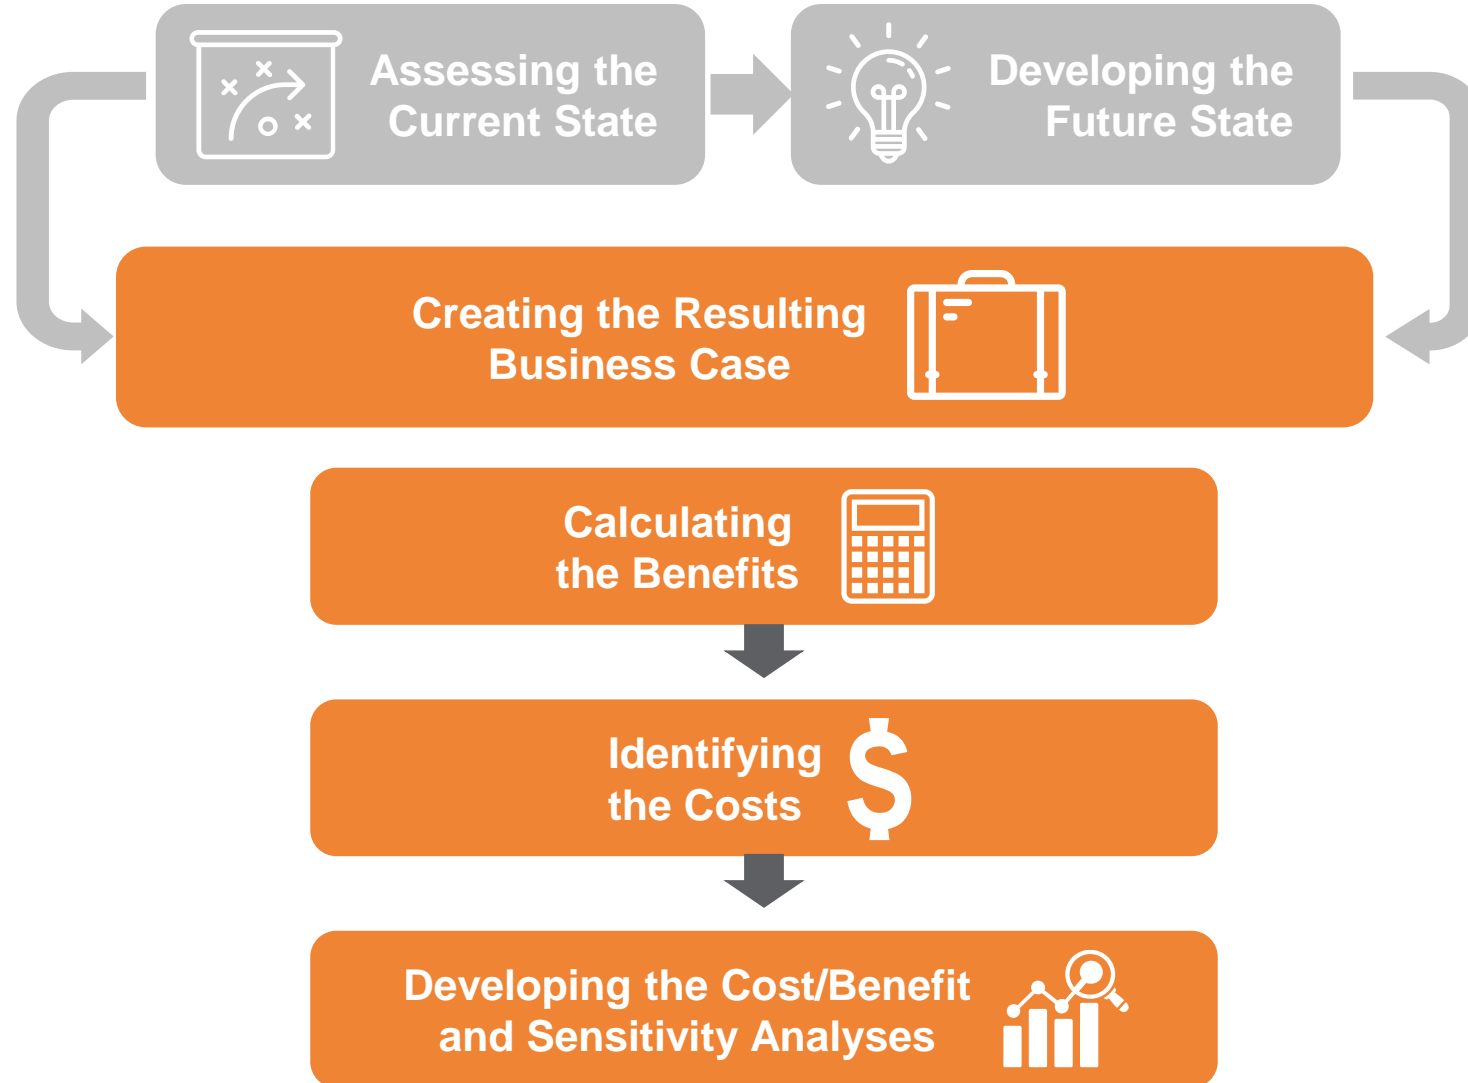 Assessing the
Current State
Developing the
Future State
Creating the Resulting
Business Case
Calculating
the Benefits
Identifying
the Costs
$
Developing the Cost/Benefit
and Sensitivity Analyses